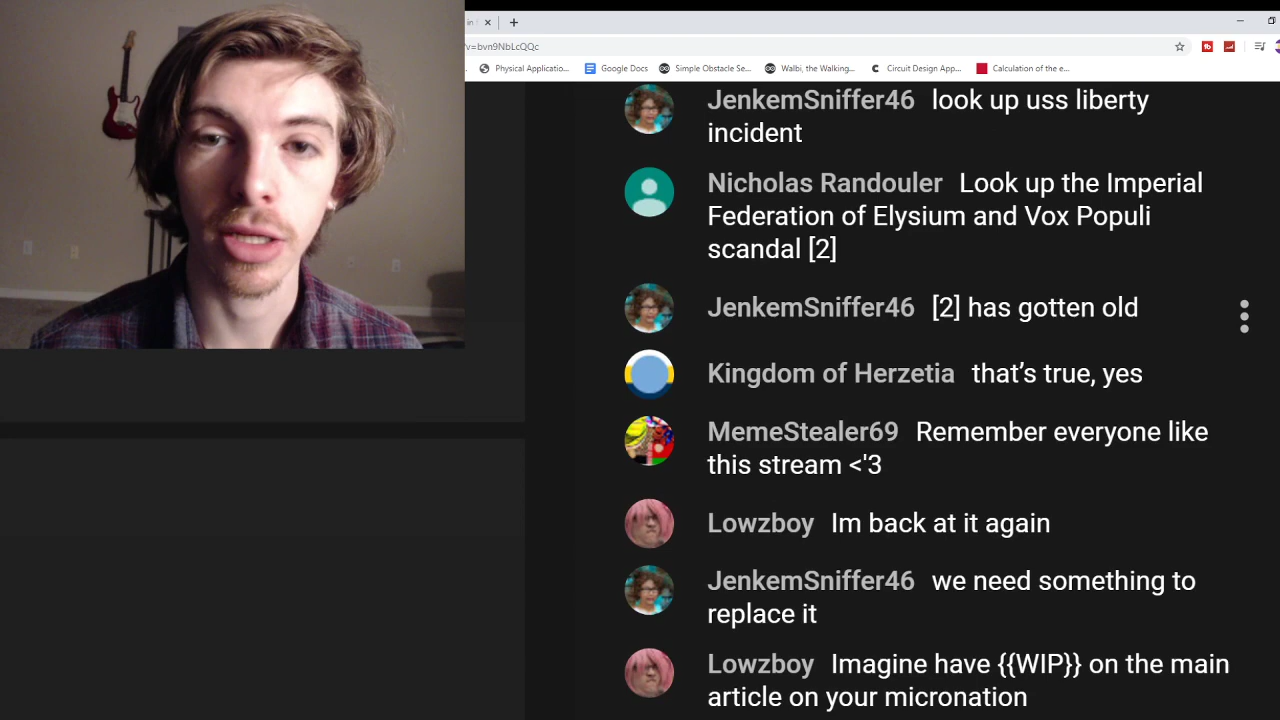 in
v=bvn9NbLcQQc
Physical Applicatio... Google Docs Simple Obstacle Se... Walbi, the Walking... Circuit Design App... Calculation of the e...
JenkemSniffer46 look up uss liberty
incident
Nicholas Randouler Look up the Imperial
Federation of Elysium and Vox Populi
scandal [2]
JenkemSniffer46 [2] has gotten old
Kingdom of Herzetia that’s true, yes
MemeStealer69 Remember everyone like
this stream <'3
Lowzboy Im back at it again
JenkemSniffer46 we need something to
replace it
Lowzboy Imagine have {{WIP}} on the main
article on your micronation